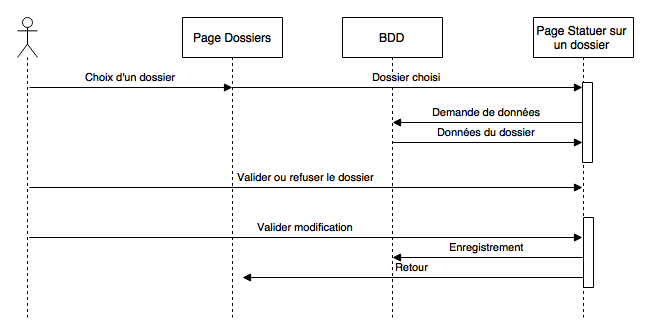 Page Dossiers
BDD
Page Statuer sur
un dossier
Choix d'un dossier
Dossier choisi
Demande de données
Données du dossier
Valider ou refuser le dossier
Valider modification
Enregistrement
Retour